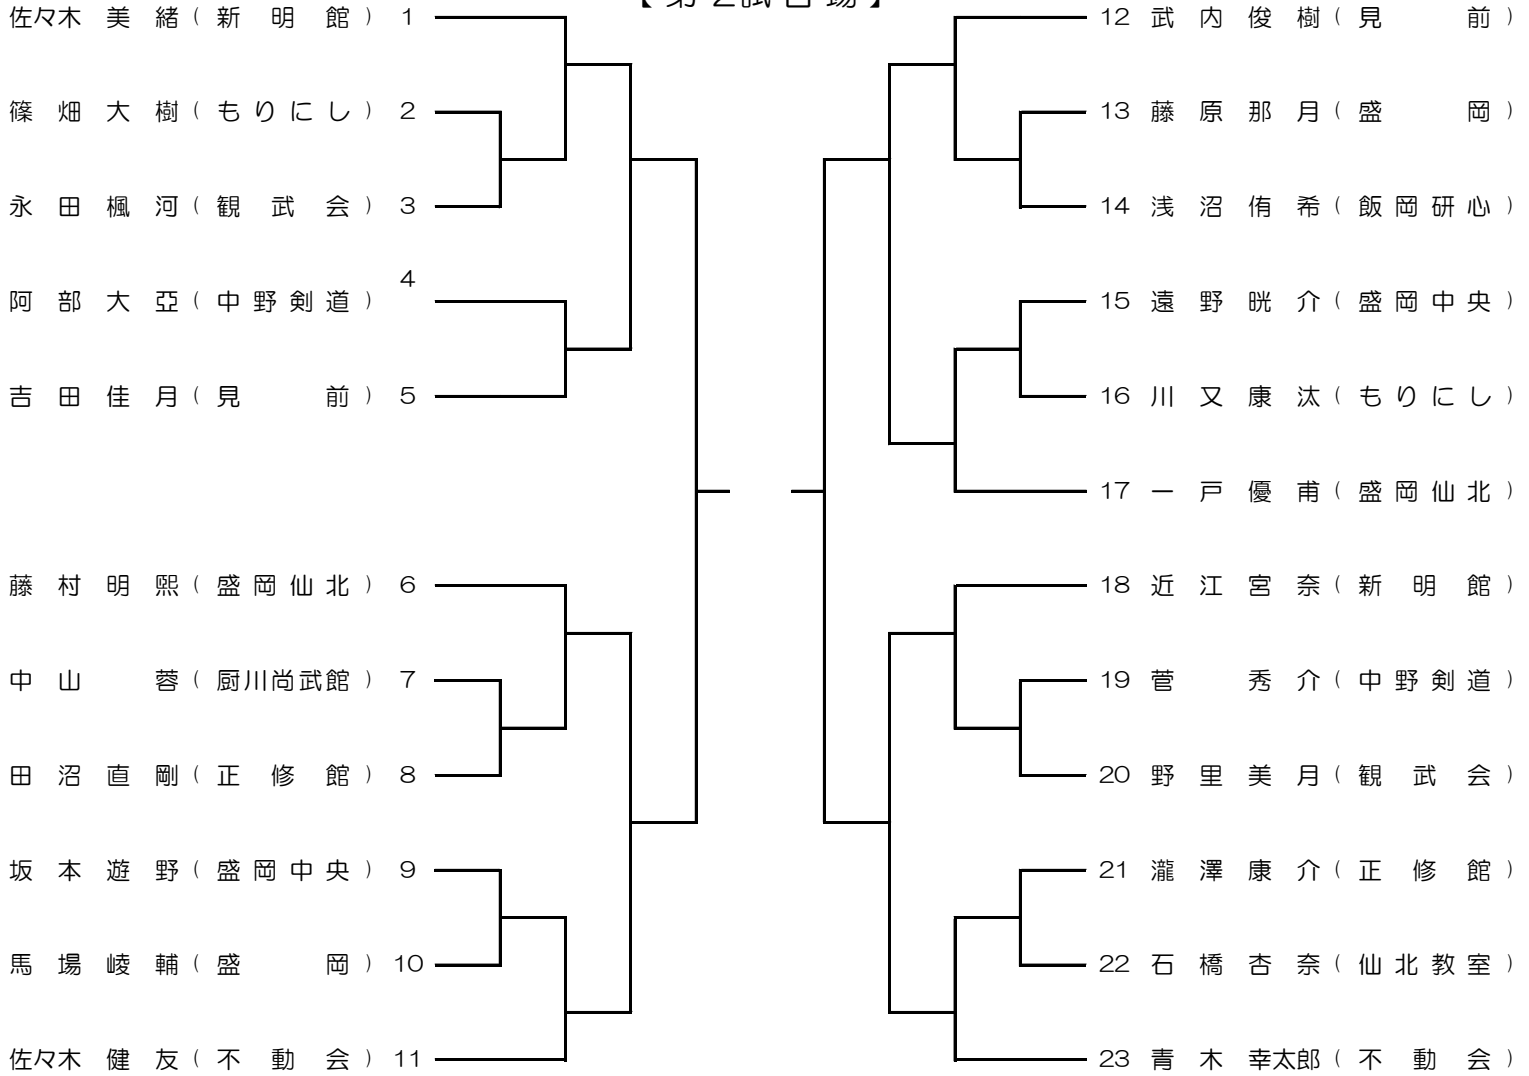 【第2試合場】
佐々木 美緒(新明館) 1
篠畑大樹(もりにし) 2
永田楓河(観武会) 3
阿部大亞(中野剣道) 4
吉田佳月(見前) 5
藤村明熙(盛岡仙北) 6
中山 蓉(厨川尚武館) 7
田沼直剛(正修館) 8
坂本遊野(盛岡中央) 9
馬場崚輔(盛岡) 10
佐々木 健友(不動会) 11
12 武内俊樹(見前)
13 藤原那月(盛岡)
14 浅沼侑希(飯岡研心)
15 遠野晄介(盛岡中央)
16 川又康汰(もりにし)
17 一戸優甫(盛岡仙北)
18 近江宮奈(新明館)
19 菅 秀介(中野剣道)
20 野里美月(観武会)
21 瀧澤康介(正修館)
22 石橋杏奈(仙北教室)
23 青木幸太郎(不動会)